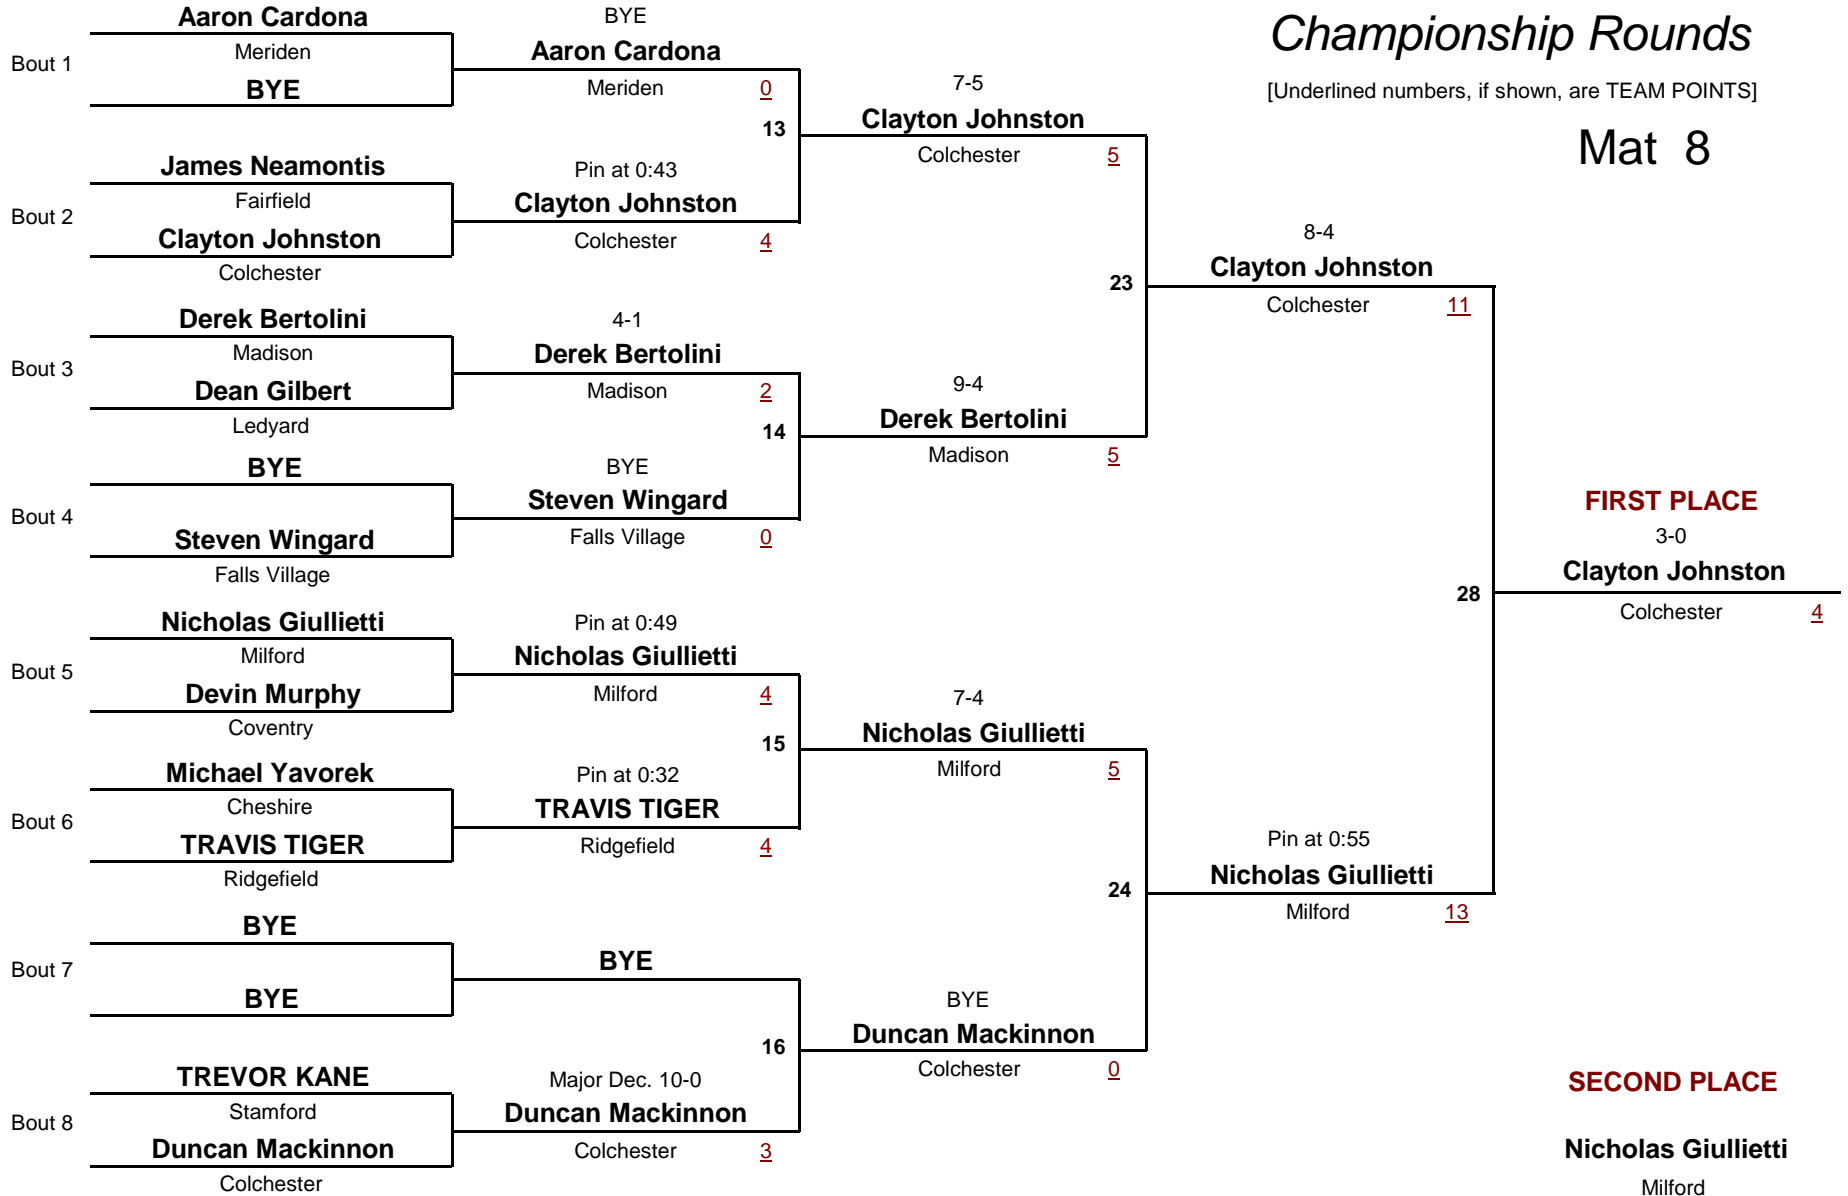 Championship Rounds
[Underlined numbers, if shown, are TEAM POINTS]
Mat 8
Bout 1
Aaron Cardona
Meriden
BYE
Bout 2
James Neamontis
Fairfield
Clayton Johnston
Colchester
Bout 3
Derek Bertolini
Madison
Dean Gilbert
Ledyard
Bout 4
BYE
Steven Wingard
Falls Village
Bout 5
Nicholas Giullietti
Milford
Devin Murphy
Coventry
Bout 6
Michael Yavorek
Cheshire
TRAVIS TIGER
Ridgefield
Bout 7
BYE
BYE
Bout 8
TREVOR KANE
Stamford
Duncan Mackinnon
Colchester
BYE
Aaron Cardona
Meriden 0
13
Pin at 0:43
Clayton Johnston
Colchester 4
4-1
Derek Bertolini
Madison 2
14
BYE
Steven Wingard
Falls Village 0
Pin at 0:49
Nicholas Giullietti
Milford 4
15
Pin at 0:32
TRAVIS TIGER
Ridgefield 4
BYE
16
Major Dec. 10-0
Duncan Mackinnon
Colchester 3
7-5
Clayton Johnston
Colchester 5
23
9-4
Derek Bertolini
Madison 5
7-4
Nicholas Giullietti
Milford 5
24
BYE
Duncan Mackinnon
Colchester 0
8-4
Clayton Johnston
Colchester 11
28
Pin at 0:55
Nicholas Giullietti
Milford 13
FIRST PLACE
3-0
Clayton Johnston
Colchester 4
SECOND PLACE
Nicholas Giullietti
Milford